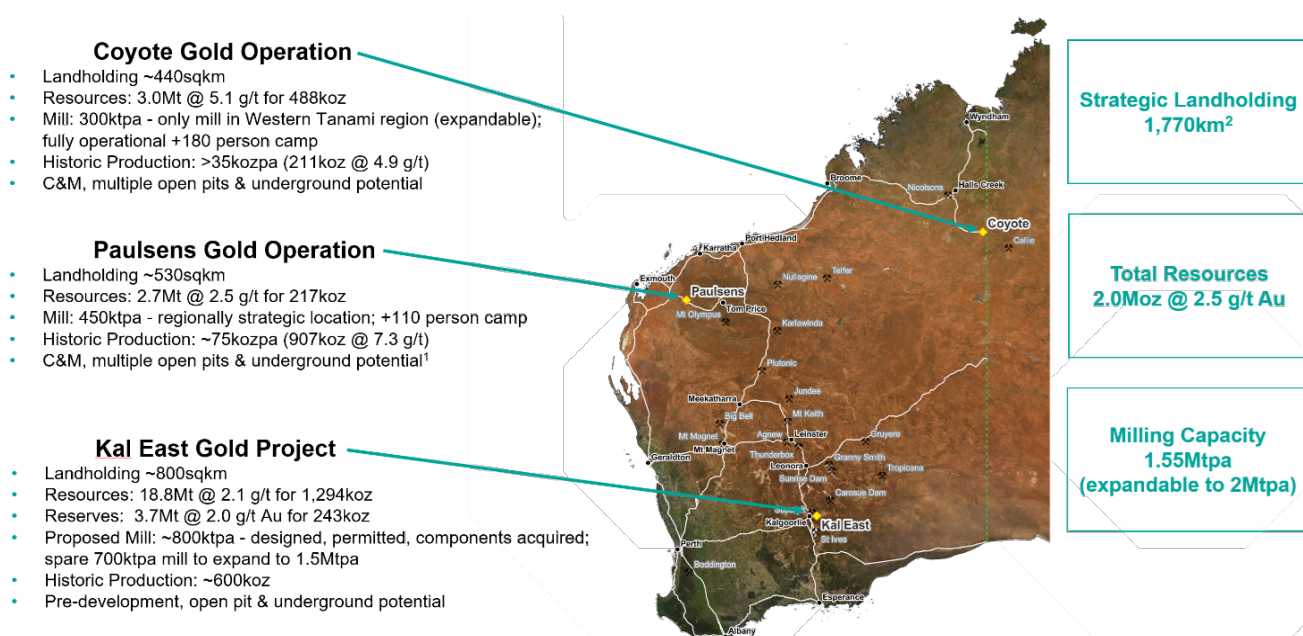 Coyote Gold Operation
• Landholding ~440sqkm
• Resources: 3.0Mt @ 5.1 g/t for 488koz
• Mill: 300ktpa - only mill in Western Tanami region (expandable);
fully operational +180 person camp
• Historic Production: >35kozpa (211koz @ 4.9 g/t)
• C&M, multiple open pits & underground potential
Paulsens Gold Operation
• Landholding ~530sqkm
• Resources: 2.7Mt @ 2.5 g/t for 217koz
• Mill: 450ktpa - regionally strategic location; +110 person camp
• Historic Production: ~75kozpa (907koz @ 7.3 g/t)
• C&M, multiple open pits & underground potential¹
Kal East Gold Project
• Landholding ~800sqkm
• Resources: 18.8Mt @ 2.1 g/t for 1,294koz
• Reserves: 3.7Mt @ 2.0 g/t Au for 243koz
• Proposed Mill: ~800ktpa - designed, permitted, components acquired;
spare 700ktpa mill to expand to 1.5Mtpa
• Historic Production: ~600koz
• Pre-development, open pit & underground potential
Wyndham
Broome
Nicolsons
Halls Creek
Coyote
Callie
Port Hedland
Karratha
Exmouth
Nullagine
Telfer
Paulsens
Tom Price
Mt Olympus
Karlawinda
Plutonic
Jundee
Meekatharra
Big Bell
Mt Keith
Mt Magnet
Mt Magnet
Agnew
Leinster
Gruyere
Thunderbox
Granny Smith
Geraldton
Leonora
Tropicana
Sunrise Dam
Carosue Dam
Kalgoorlie
Kal East
St Ives
Perth
Boddington
Esperance
Albany
Strategic Landholding
1,770km²
Total Resources
2.0Moz @ 2.5 g/t Au
Milling Capacity
1.55Mtpa
(expandable to 2Mtpa)